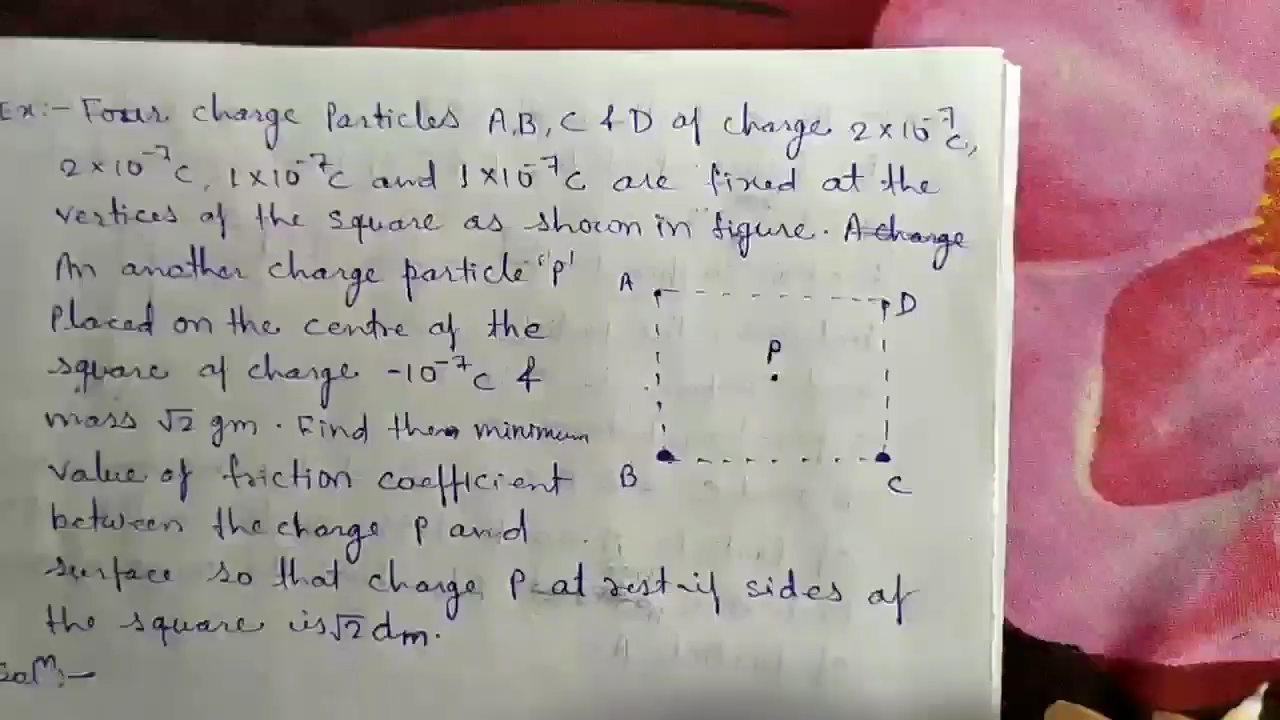 Ex:- Four charge Particles A, B, C & D of charge 2×10⁻⁷C,
2×10⁻⁷C, 1×10⁻⁷C and 1×10⁻⁷C are fixed at the
vertices of the square as shown in figure. A charge
An another charge particle 'P'
Placed on the centre of the
square of charge -10⁻⁷C &
mass √2 gm. Find the minimum
value of friction coefficient
between the charge P and
surface so that charge P at rest if sides of
the square is √2 dm.
Solⁿ:-
A D
P
B C